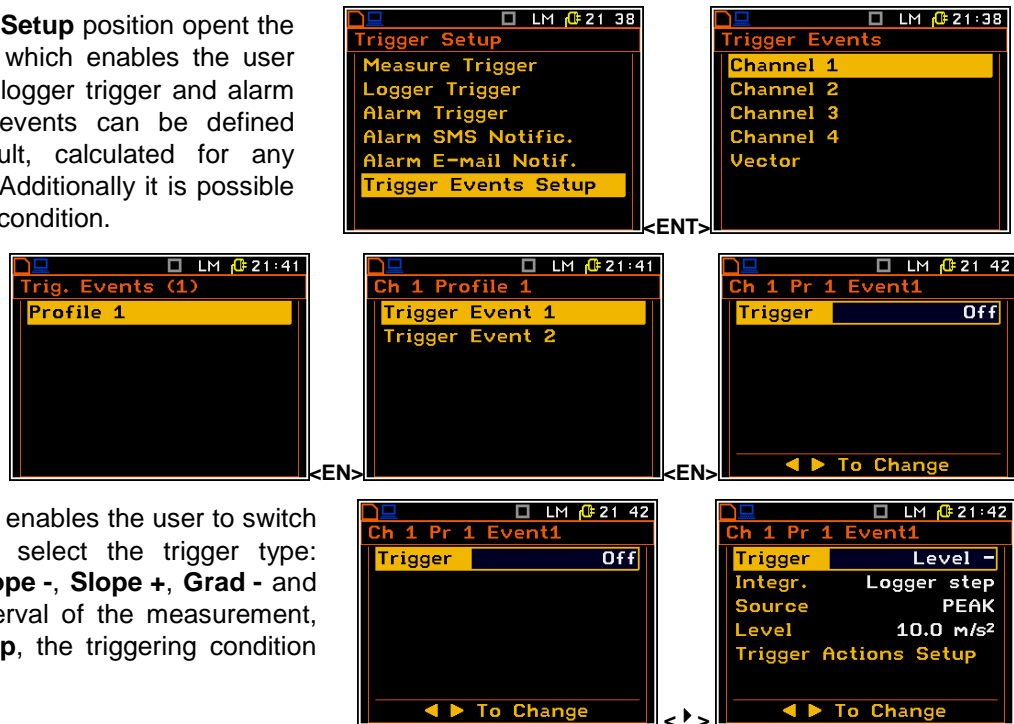 Setup position opent the
which enables the user
logger trigger and alarm
events can be defined
ult, calculated for any
Additionally it is possible
condition.
LM 21 38
Trigger Setup
Measure Trigger
Logger Trigger
Alarm Trigger
Alarm SMS Notific.
Alarm E-mail Notif.
Trigger Events Setup
<ENT>
LM 21:38
Trigger Events
Channel 1
Channel 2
Channel 3
Channel 4
Vector
LM 21:41
Trig. Events (1)
Profile 1
<EN>
LM 21:41
Ch 1 Profile 1
Trigger Event 1
Trigger Event 2
<EN>
LM 21 42
Ch 1 Pr 1 Event1
Trigger Off
◀ ▶ To Change
enables the user to switch
select the trigger type:
ope -, Slope +, Grad - and
erval of the measurement,
p, the triggering condition
LM 21 42
Ch 1 Pr 1 Event1
Trigger Off
◀ ▶ To Change
< ▶ >
LM 21:42
Ch 1 Pr 1 Event1
Trigger Level -
Integr. Logger step
Source PEAK
Level 10.0 m/s²
Trigger Actions Setup
◀ ▶ To Change